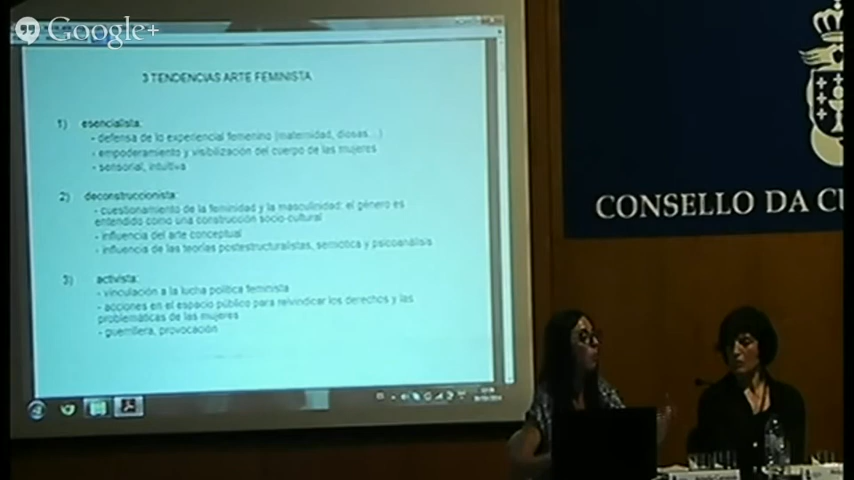 Google+
3 TENDENCIAS ARTE FEMINISTA
1) esencialista:
- defensa de lo experiencial femenino (maternidad, diosas...)
- empoderamiento y visibilización del cuerpo de las mujeres
- sensorial, intuitiva
2) deconstruccionista:
- cuestionamiento de la feminidad y la masculinidad: el género es
entendido como una construcción socio-cultural
- influencia del arte conceptual
- influencia de las teorías postestructuralistas, semiótica y psicoanálisis
3) activista:
- vinculación a la lucha política feminista
- acciones en el espacio público para reivindicar los derechos y las
problemáticas de las mujeres
- guerrillera, provocación
CONSELLO DA CU